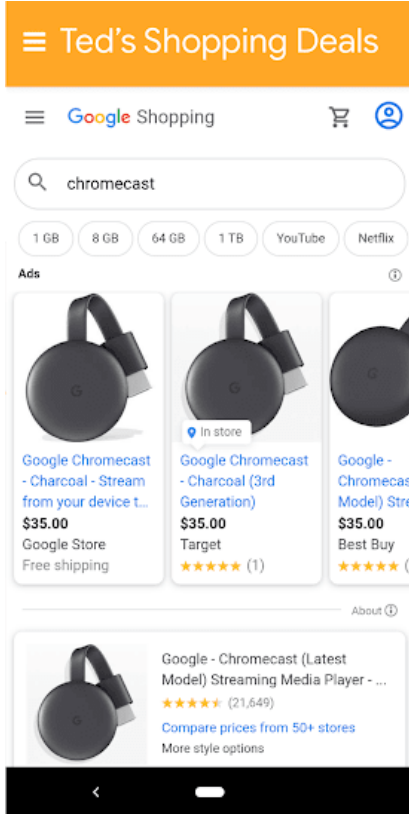 Ted's Shopping Deals
Google Shopping
chromecast
1 GB
8 GB
64 GB
1 TB
YouTube
Netflix
Ads
In store
Google Chromecast
- Charcoal - Stream
from your device t...
$35.00
Google Store
Free shipping
Google Chromecast
- Charcoal (3rd
Generation)
$35.00
Target
(1)
Google -
Chromecas
Model) Stre
$35.00
Best Buy
(
About
Google - Chromecast (Latest
Model) Streaming Media Player - ...
(21,649)
Compare prices from 50+ stores
More style options